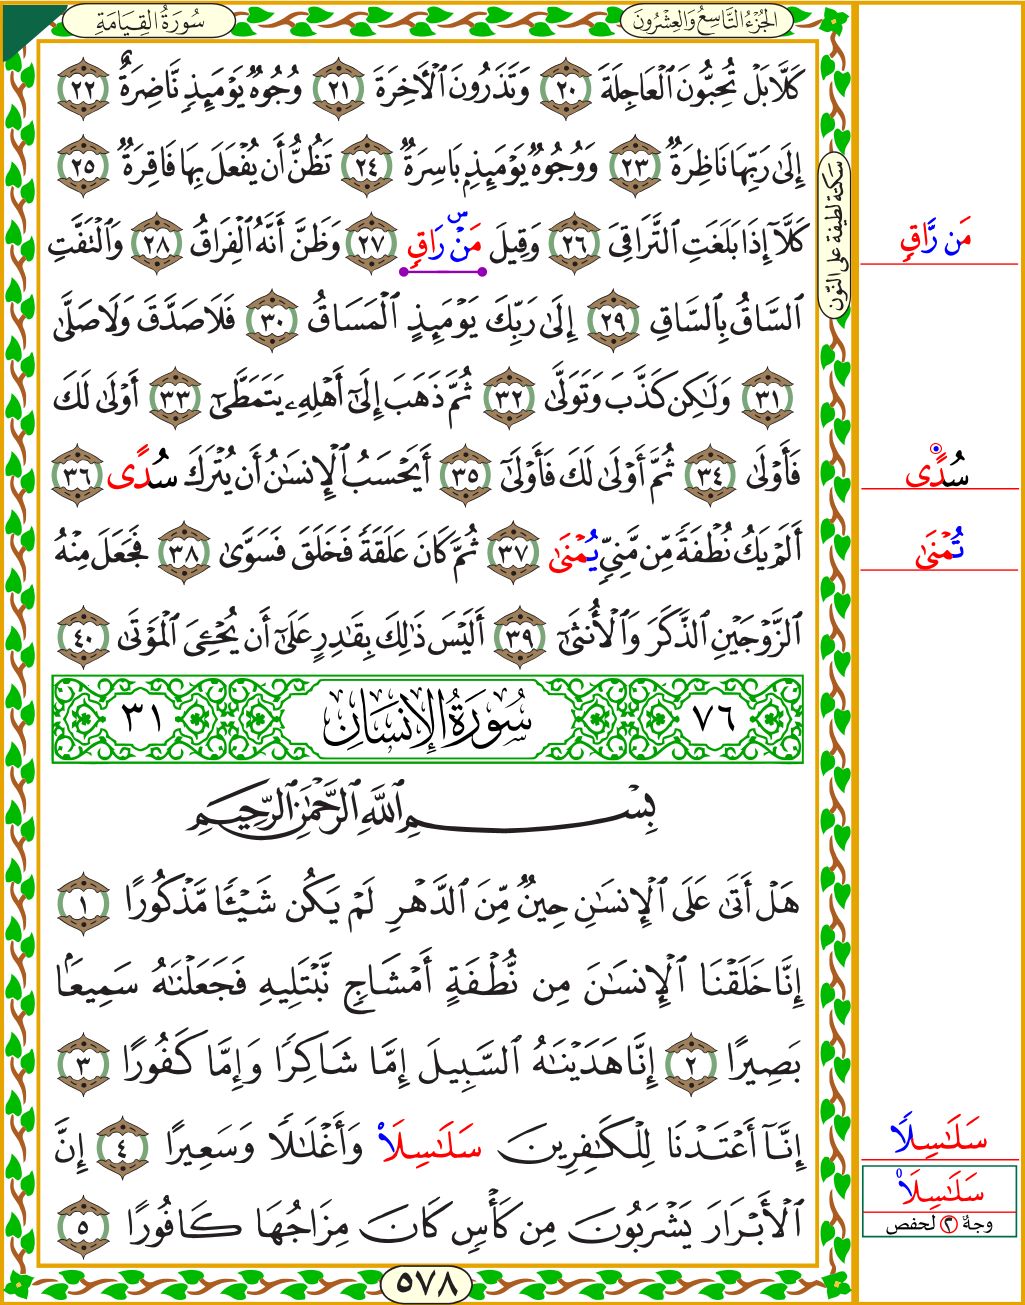 سُورَةُ القِيَامَةِ
الجُزْءُ التَّاسِعُ وَالعِشْرُونَ
كَلَّا بَلۡ تُحِبُّونَ ٱلۡعَاجِلَةَ ٢٠ وَتَذَرُونَ ٱلۡأٓخِرَةَ ٢١ وُجُوهٞ يَوۡمَئِذٖ نَّاضِرَةٌ ٢٢
إِلَىٰ رَبِّهَا نَاظِرَةٞ ٢٣ وَوُجُوهٞ يَوۡمَئِذِۭ بَاسِرَةٞ ٢٤ تَظُنُّ أَن يُفۡعَلَ بِهَا فَاقِرَةٞ ٢٥
كَلَّآ إِذَا بَلَغَتِ ٱلتَّرَاقِيَ ٢٦ وَقِيلَ مَنۡۜ رَاقٖ ٢٧ وَظَنَّ أَنَّهُ ٱلۡفِرَاقُ ٢٨ وَٱلۡتَفَّتِ
ٱلسَّاقُ بِٱلسَّاقِ ٢٩ إِلَىٰ رَبِّكَ يَوۡمَئِذٍ ٱلۡمَسَاقُ ٣٠ فَلَا صَدَّقَ وَلَا صَلَّىٰ
٣١ وَلَٰكِن كَذَّبَ وَتَوَلَّىٰ ٣٢ ثُمَّ ذَهَبَ إِلَىٰٓ أَهۡلِهِۦ يَتَمَطَّىٰٓ ٣٣ أَوۡلَىٰ لَكَ
فَأَوۡلَىٰ ٣٤ ثُمَّ أَوۡلَىٰ لَكَ فَأَوۡلَىٰٓ ٣٥ أَيَحۡسَبُ ٱلۡإِنسَٰنُ أَن يُتۡرَكَ سُدًى ٣٦
أَلَمۡ يَكُ نُطۡفَةٗ مِّن مَّنِيّٖ يُمۡنَىٰ ٣٧ ثُمَّ كَانَ عَلَقَةٗ فَخَلَقَ فَسَوَّىٰ ٣٨ فَجَعَلَ مِنۡهُ
ٱلزَّوۡجَيۡنِ ٱلذَّكَرَ وَٱلۡأُنثَىٰٓ ٣٩ أَلَيۡسَ ذَٰلِكَ بِقَٰدِرٍ عَلَىٰٓ أَن يُحۡـِۧيَ ٱلۡمَوۡتَىٰ ٤٠
٧٦ سُورَةُ الإِنسَانِ ٣١
بِسۡمِ ٱللَّهِ ٱلرَّحۡمَٰنِ ٱلرَّحِيمِ
هَلۡ أَتَىٰ عَلَى ٱلۡإِنسَٰنِ حِينٞ مِّنَ ٱلدَّهۡرِ لَمۡ يَكُن شَيۡـٔٗا مَّذۡكُورًا ١
إِنَّا خَلَقۡنَا ٱلۡإِنسَٰنَ مِن نُّطۡفَةٍ أَمۡشَاجٖ نَّبۡتَلِيهِ فَجَعَلۡنَٰهُ سَمِيعَۢا
بَصِيرًا ٢ إِنَّا هَدَيۡنَٰهُ ٱلسَّبِيلَ إِمَّا شَاكِرٗا وَإِمَّا كَفُورًا ٣
إِنَّآ أَعۡتَدۡنَا لِلۡكَٰفِرِينَ سَلَٰسِلَاْ وَأَغۡلَٰلٗا وَسَعِيرًا ٤ إِنَّ
ٱلۡأَبۡرَارَ يَشۡرَبُونَ مِن كَأۡسٖ كَانَ مِزَاجُهَا كَافُورًا ٥
٥٧٨
سكتة لطيفة على النّون
مَن رَّاقٖ
سُدًى
تُمۡنَىٰ
سَلَٰسِلٗا
سَلَٰسِلَا۠
وجهٌ ٢ لحفص